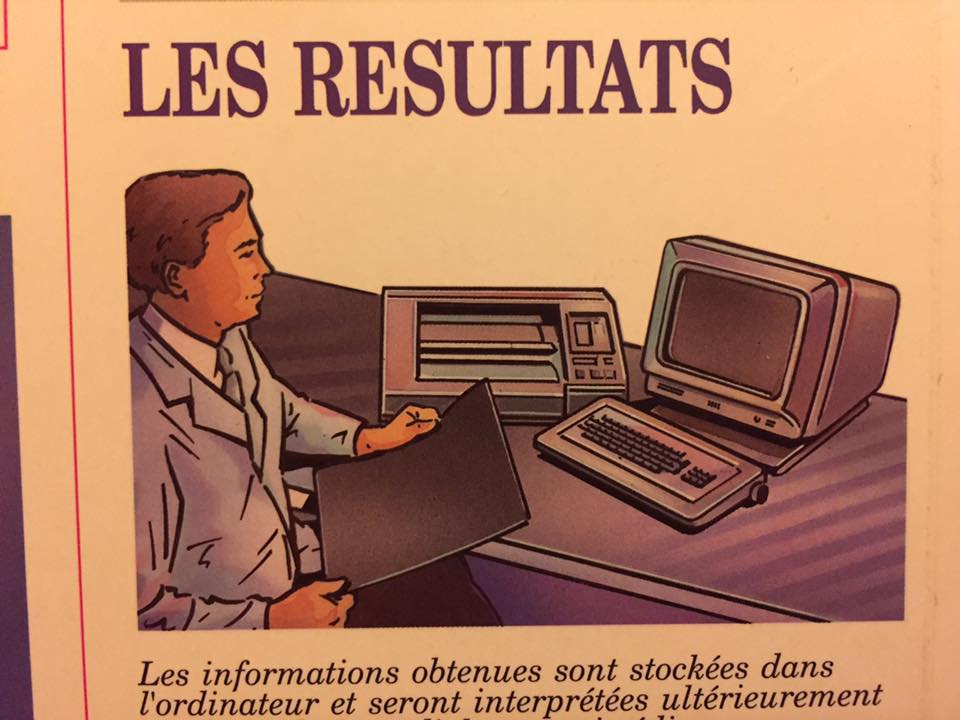 LES RESULTATS
Les informations obtenues sont stockées dans
l'ordinateur et seront interprétées ultérieurement